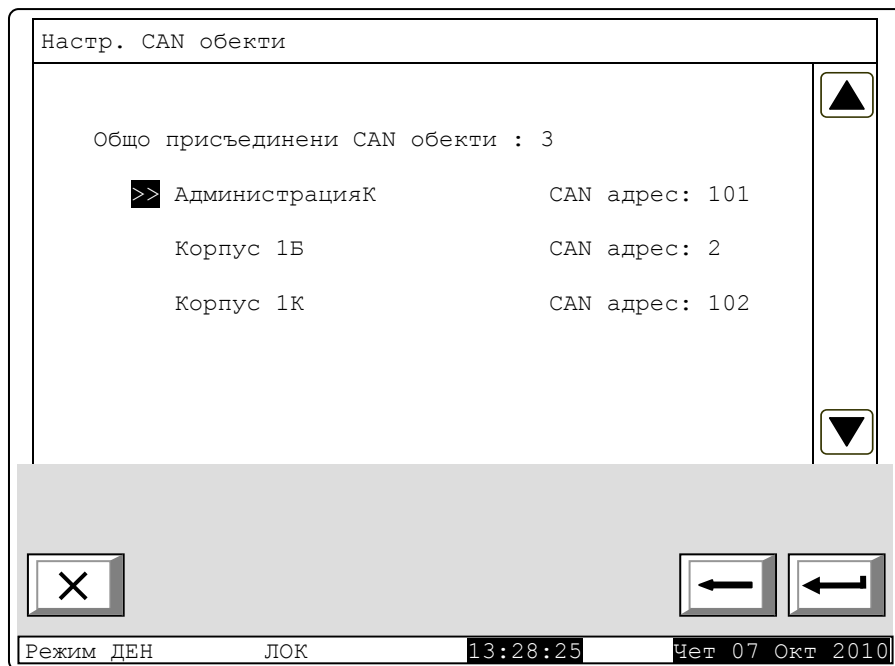 Настр. CAN обекти
Общо присъединени CAN обекти : 3
>> АдминистрацияК CAN адрес: 101
Корпус 1Б CAN адрес: 2
Корпус 1К CAN адрес: 102
Режим ДЕН ЛОК 13:28:25 Чет 07 Окт 2010